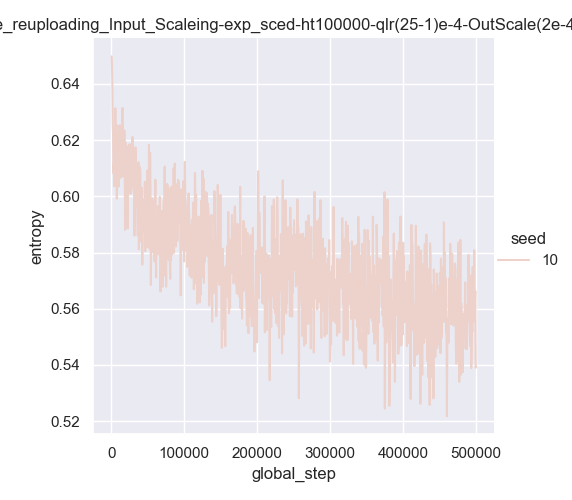 e_reuploading_Input_Scaleing-exp_sced-ht100000-qlr(25-1)e-4-OutScale(2e-4
0.64
0.62
0.60
0.58
0.56
0.54
0.52
entropy
0 100000 200000 300000 400000 500000
global_step
seed
10